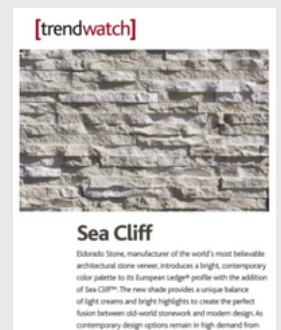 [trendwatch]
Sea Cliff
Eldorado Stone, manufacturer of the world's most believable
architectural stone veneer, introduces a bright, contemporary
color palette to its European Ledge® profile with the addition
of Sea Cliff™. The new shade provides a unique balance
of light creams and bright highlights to create the perfect
fusion between old-world stonework and modern design. As
contemporary design options remain in high demand from